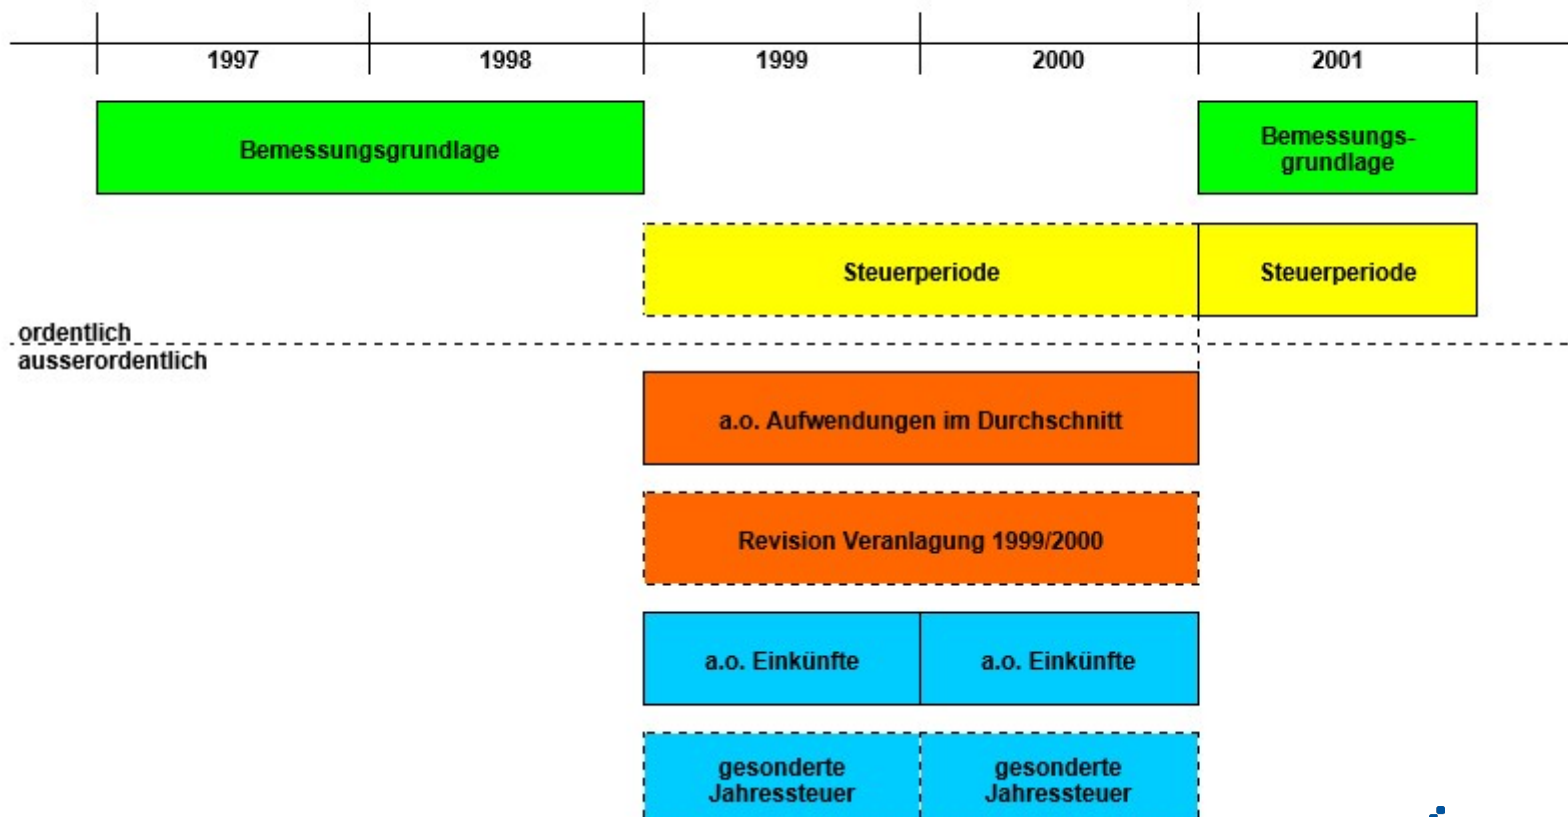 1997 1998 1999 2000 2001
Bemessungsgrundlage
Bemessungs-
grundlage
Steuerperiode Steuerperiode
ordentlich
ausserordentlich
a.o. Aufwendungen im Durchschnitt
Revision Veranlagung 1999/2000
a.o. Einkünfte a.o. Einkünfte
gesonderte
Jahressteuer
gesonderte
Jahressteuer